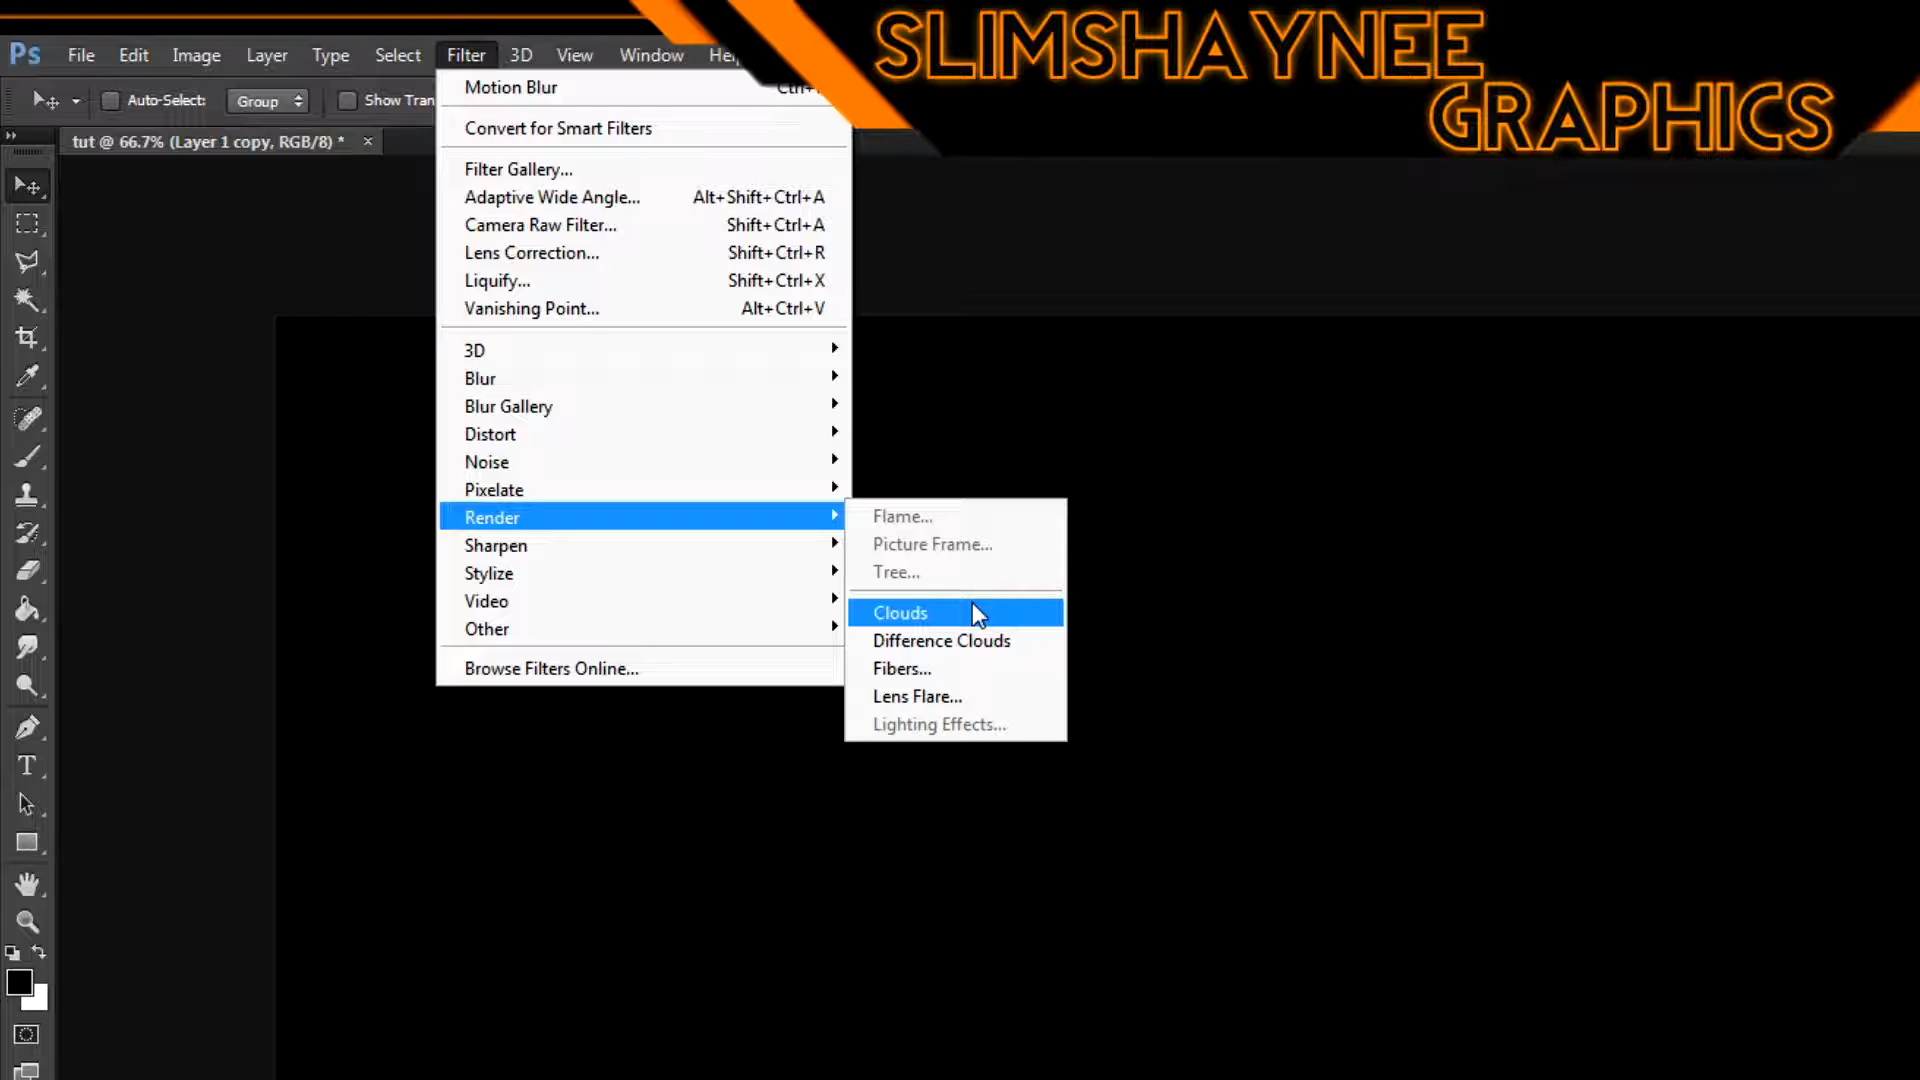 SLIMSHAYNEE
GRAPHICS
Ps File Edit Image Layer Type Select Filter 3D View Window
Auto-Select: Group Show Tran
tut @ 66.7% (Layer 1 copy, RGB/8) * ×
Motion Blur
Convert for Smart Filters
Filter Gallery...
Adaptive Wide Angle... Alt+Shift+Ctrl+A
Camera Raw Filter... Shift+Ctrl+A
Lens Correction... Shift+Ctrl+R
Liquify... Shift+Ctrl+X
Vanishing Point... Alt+Ctrl+V
3D
Blur
Blur Gallery
Distort
Noise
Pixelate
Render
Sharpen
Stylize
Video
Other
Browse Filters Online...
Flame...
Picture Frame...
Tree...
Clouds
Difference Clouds
Fibers...
Lens Flare...
Lighting Effects...